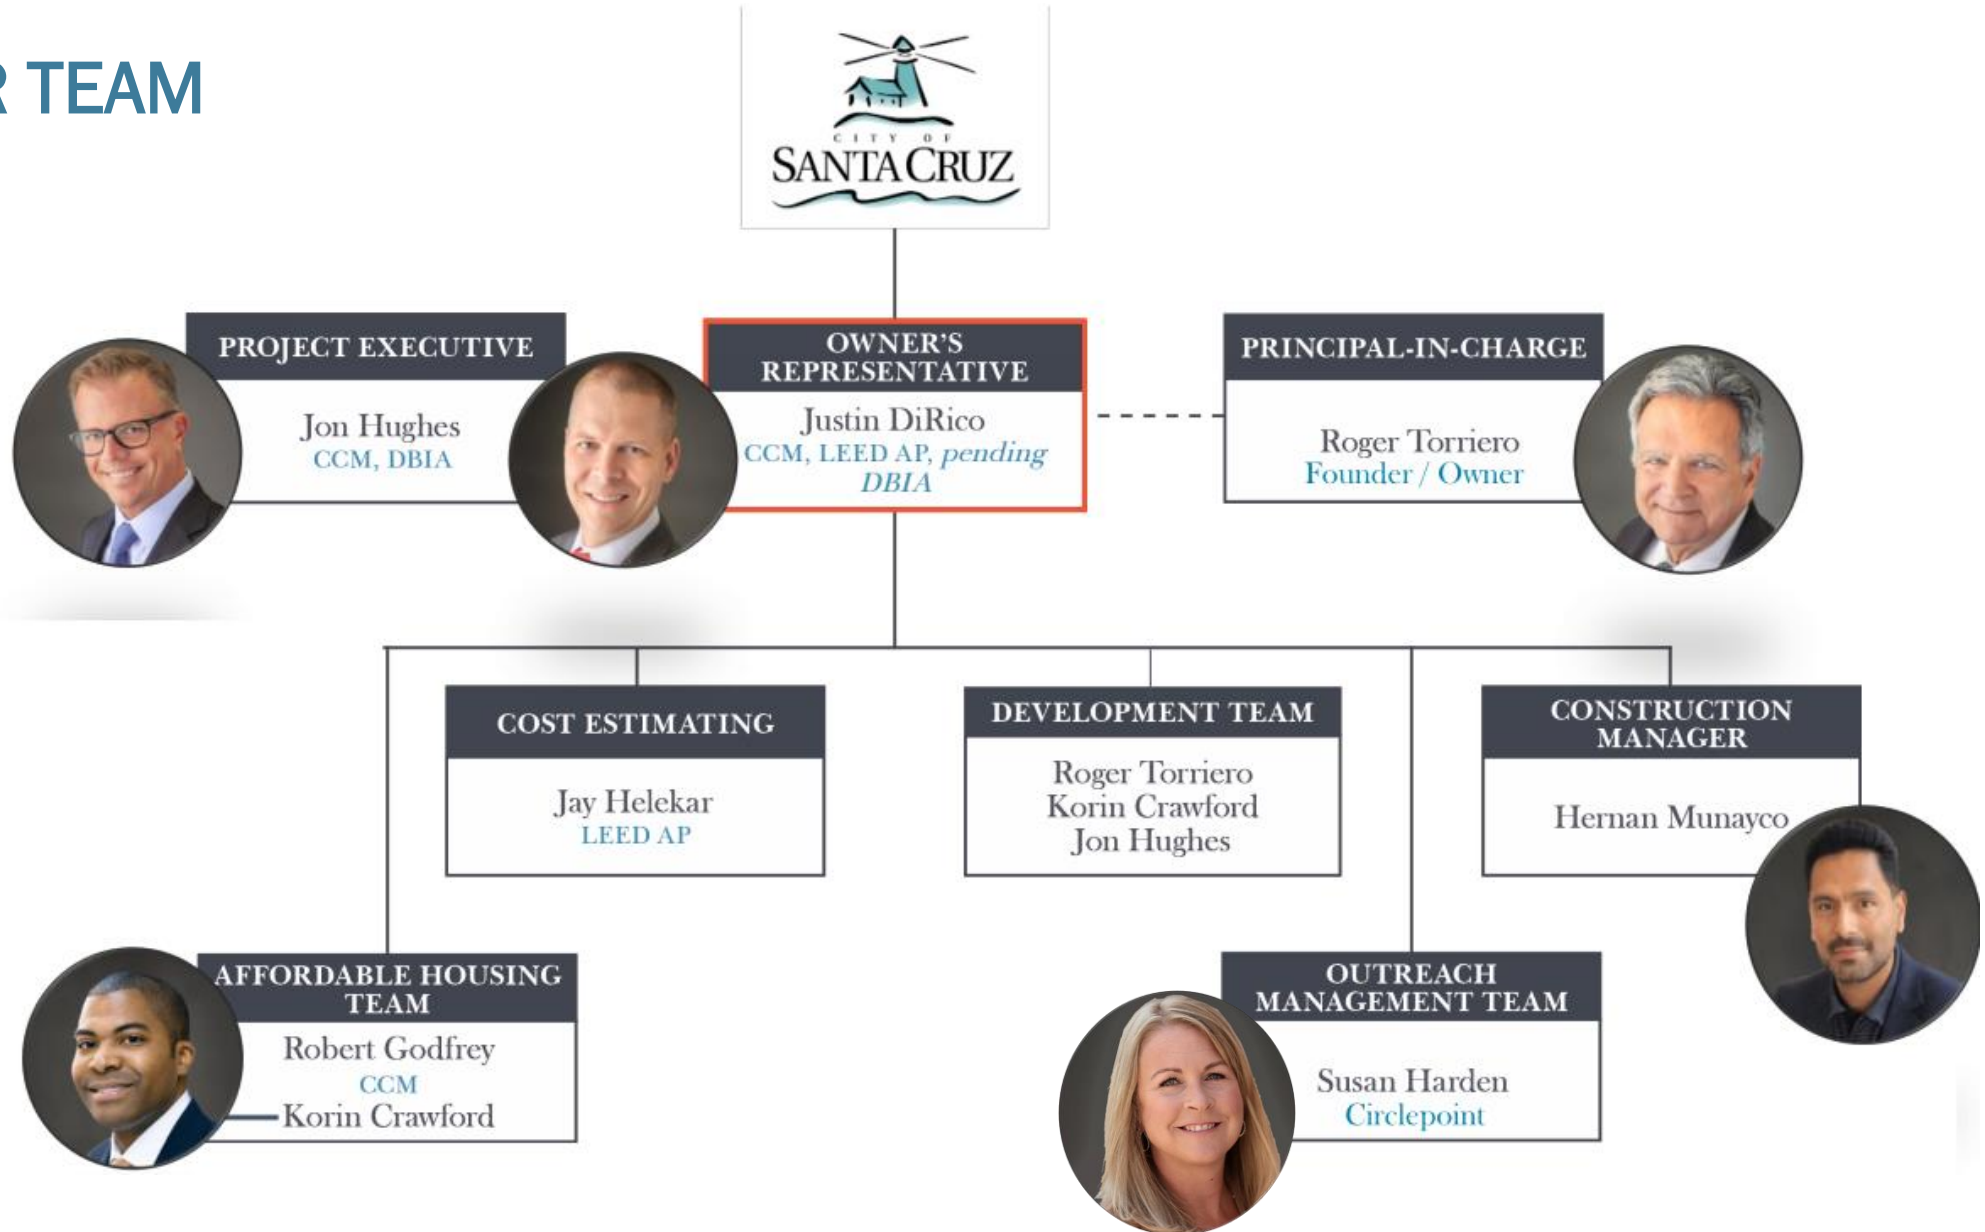 R TEAM
CITY OF
SANTA CRUZ
PROJECT EXECUTIVE
Jon Hughes
CCM, DBIA
OWNER'S
REPRESENTATIVE
Justin DiRico
CCM, LEED AP, pending
DBIA
PRINCIPAL-IN-CHARGE
Roger Torriero
Founder / Owner
COST ESTIMATING
Jay Helekar
LEED AP
DEVELOPMENT TEAM
Roger Torriero
Korin Crawford
Jon Hughes
CONSTRUCTION
MANAGER
Hernan Munayco
AFFORDABLE HOUSING
TEAM
Robert Godfrey
CCM
Korin Crawford
OUTREACH
MANAGEMENT TEAM
Susan Harden
Circlepoint